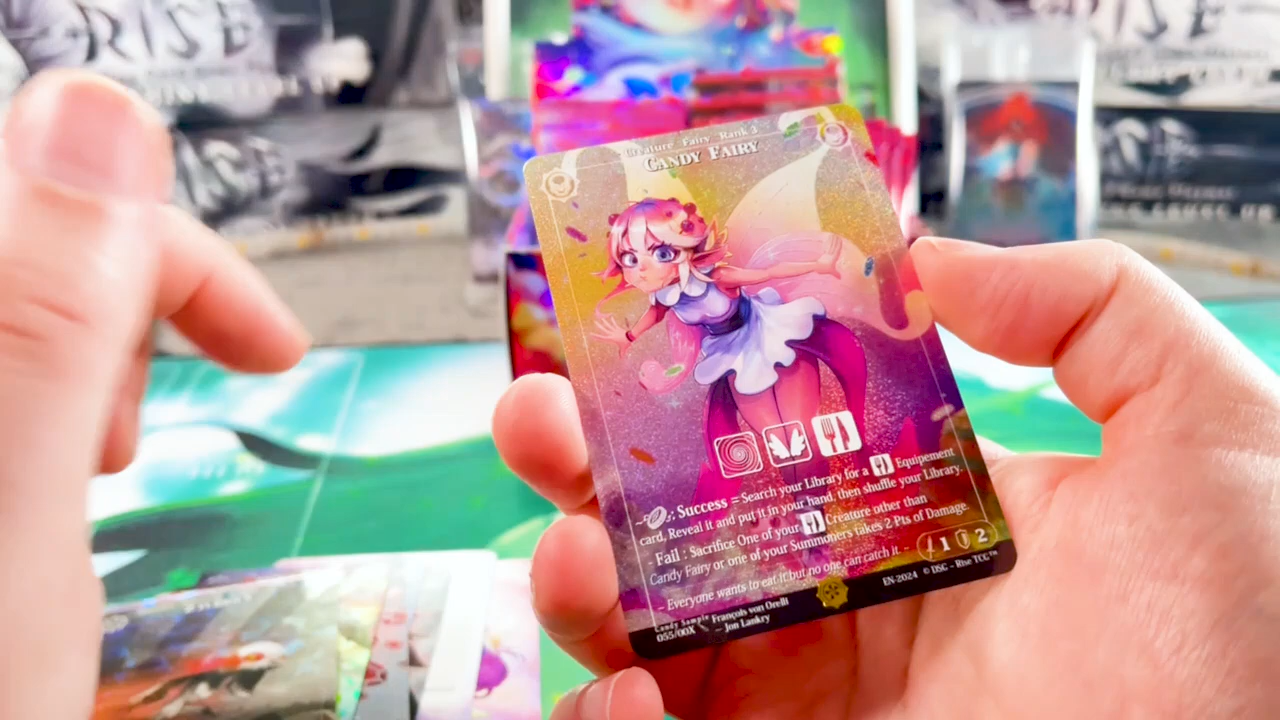 RISE
Creature Fairy Rank 3
CANDY FAIRY
: Success = Search your Library for a Equipement
card, Reveal it and put it in your hand, then shuffle your Library.
- Fail : Sacrifice One of your Creature other than
Candy Fairy or one of your Summoners takes 2 Pts of Damage.
- Everyone wants to eat it but no one can catch it. -
1 2
Candy Sample François von Orelli
055/00X - Jon Lankry
EN-2024 © DSC - Rise TCC™